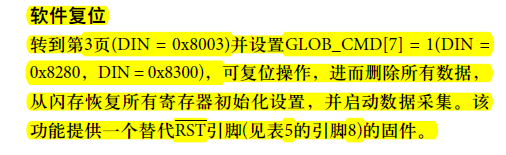 软件复位
转到第3页(DIN = 0x8003)并设置GLOB_CMD[7] = 1(DIN =
0x8280，DIN = 0x8300)，可复位操作，进而删除所有数据，
从闪存恢复所有寄存器初始化设置，并启动数据采集。该
功能提供一个替代RST引脚(见表5的引脚8)的固件。